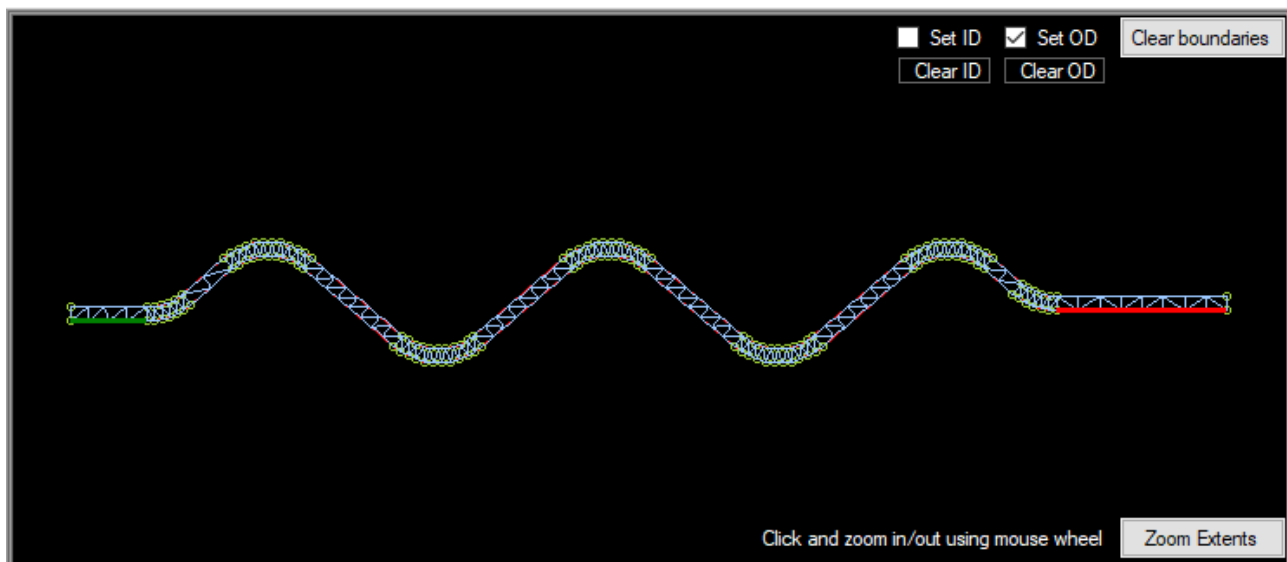 Set ID Set OD Clear boundaries
Clear ID Clear OD
Click and zoom in/out using mouse wheel Zoom Extents